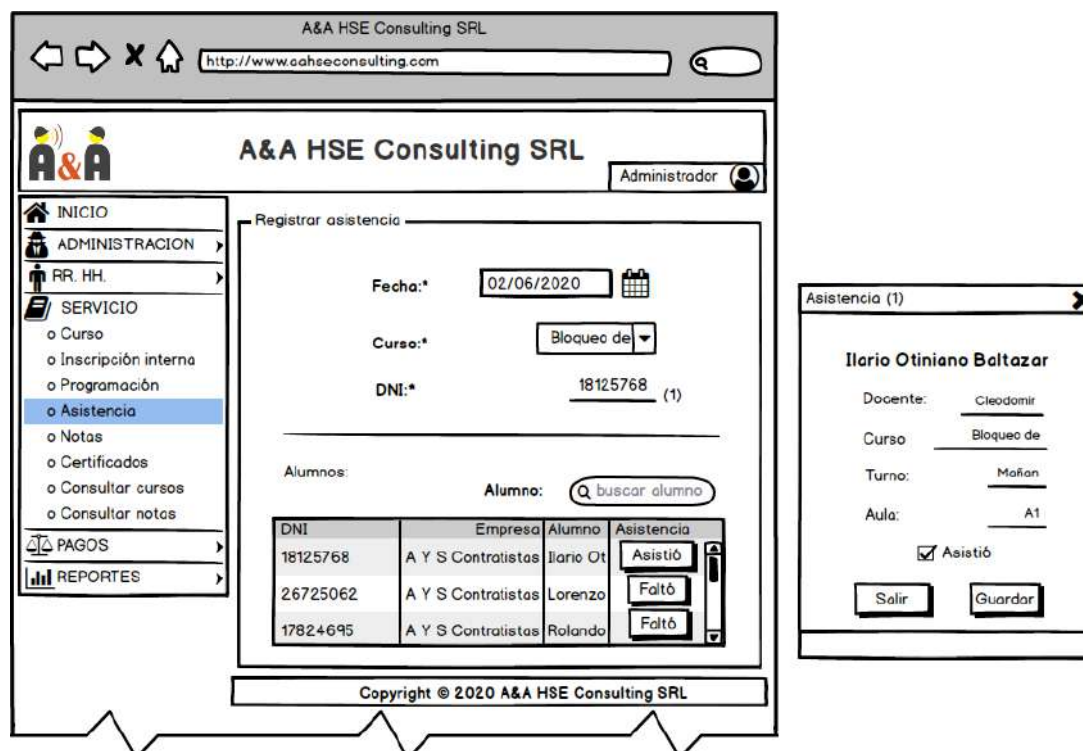 A&A HSE Consulting SRL
http://www.aahseconsulting.com
A&A
A&A HSE Consulting SRL
Administrador
INICIO
ADMINISTRACION
RR. HH.
SERVICIO
o Curso
o Inscripción interna
o Programación
o Asistencia
o Notas
o Certificados
o Consultar cursos
o Consultar notas
PAGOS
REPORTES
Registrar asistencia
Fecha:* 02/06/2020
Curso:* Bloqueo de
DNI:* 18125768 (1)
Alumnos:
Alumno: buscar alumno
DNI Empresa Alumno Asistencia
18125768 A Y S Contratistas Ilario Ot Asistió
26725062 A Y S Contratistas Lorenzo Faltó
17824695 A Y S Contratistas Rolando Faltó
Copyright © 2020 A&A HSE Consulting SRL
Asistencia (1)
Ilario Otiniano Baltazar
Docente: Cleodomir
Curso Bloqueo de
Turno: Mañan
Aula: A1
Asistió
Salir Guardar